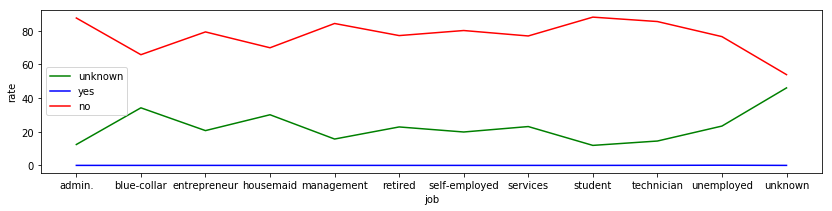 80
60
40
20
0
rate
unknown
yes
no
admin. blue-collar entrepreneur housemaid management retired self-employed services student technician unemployed unknown
job